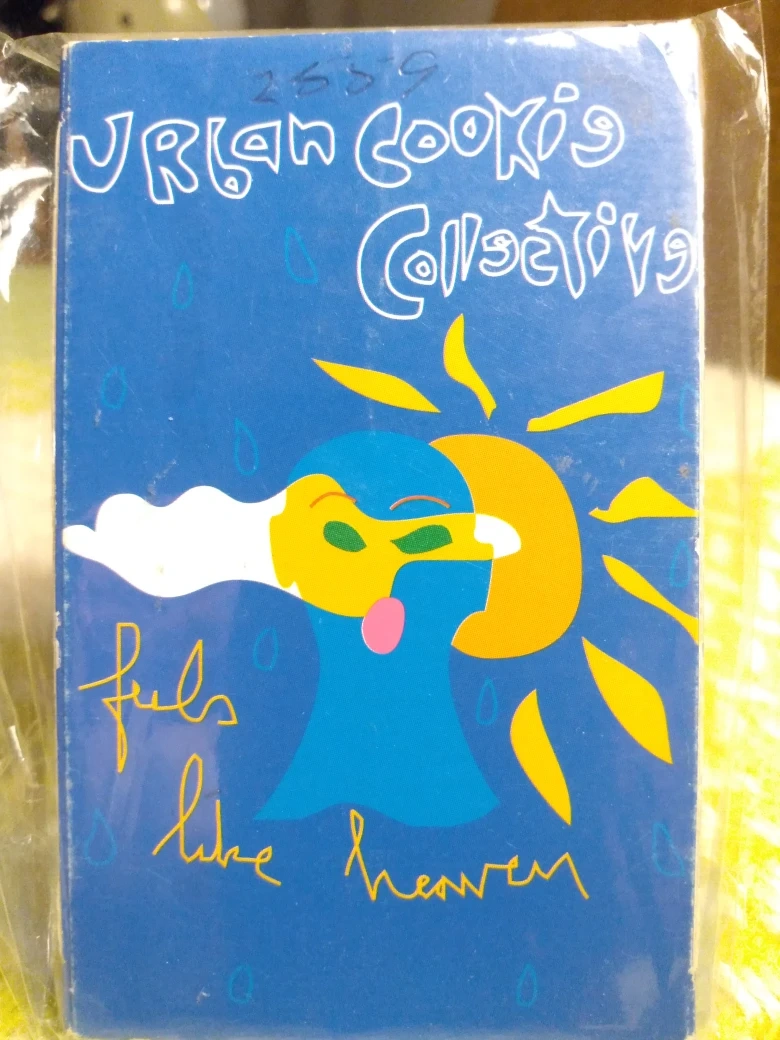 2559
URban Cookie
Collective
feels
like heaven